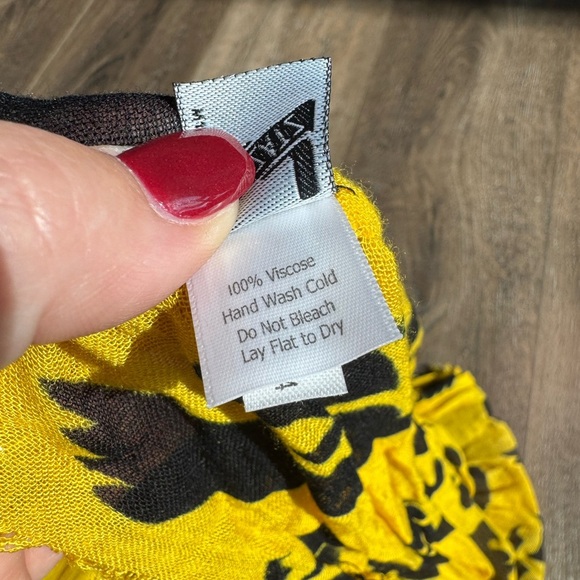 100% Viscose
Hand Wash Cold
Do Not Bleach
Lay Flat to Dry